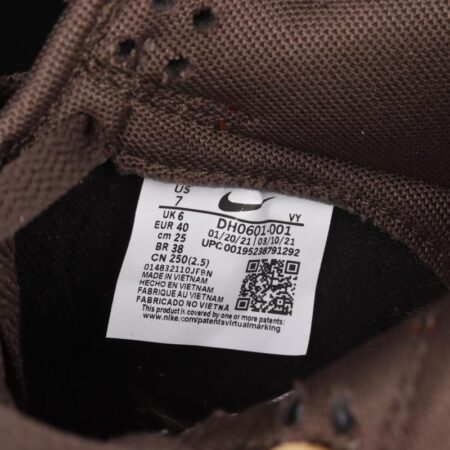 US
7
UK 6
EUR 40
cm 25
BR 38
CN 250(2.5)
VY
DH0601-001
01/20/21 03/10/21
UPC:00195238791292
014832110JF9N
MADE IN VIETNAM
HECHO EN VIETNAM
FABRIQUE AU VIETNAM
FABRICADO NO VIETNA
This product is covered by one or more patents:
www.nike.com/patentsvirtualmarking